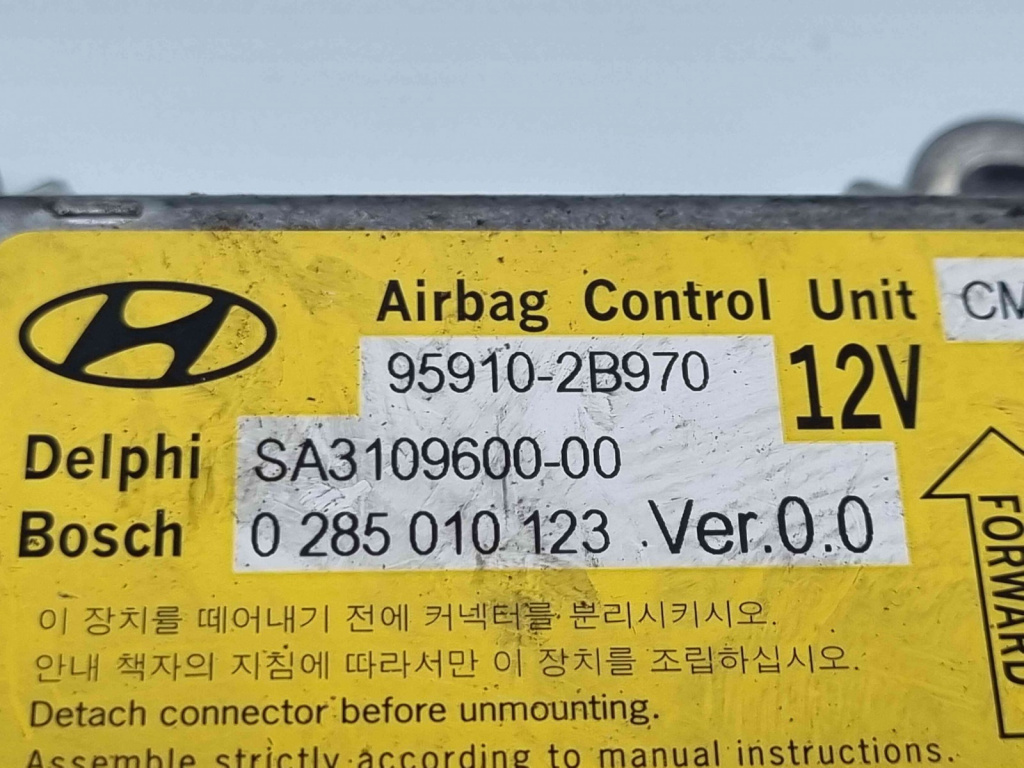 Airbag Control Unit CM
95910-2B970 12V
Delphi SA3109600-00
Bosch 0 285 010 123 Ver.0.0
FORWARD
이 장치를 떼어내기 전에 커넥터를 뿐리시키시오.
안내 책자의 지침에 따라서만 이 장치를 조립하십시오.
Detach connector before unmounting.
Assemble strictly according to manual instructions.